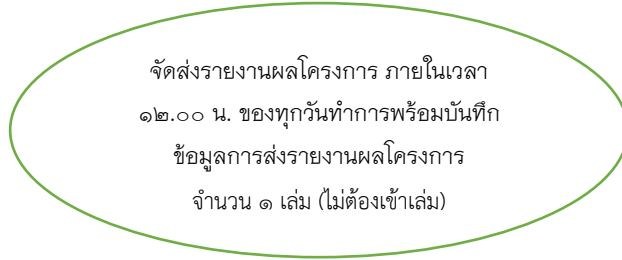 จัดส่งรายงานผลโครงการ ภายในเวลา
๑๒.๐๐ น. ของทุกวันทำการพร้อมบันทึก
ข้อมูลการส่งรายงานผลโครงการ
จำนวน ๑ เล่ม (ไม่ต้องเข้าเล่ม)